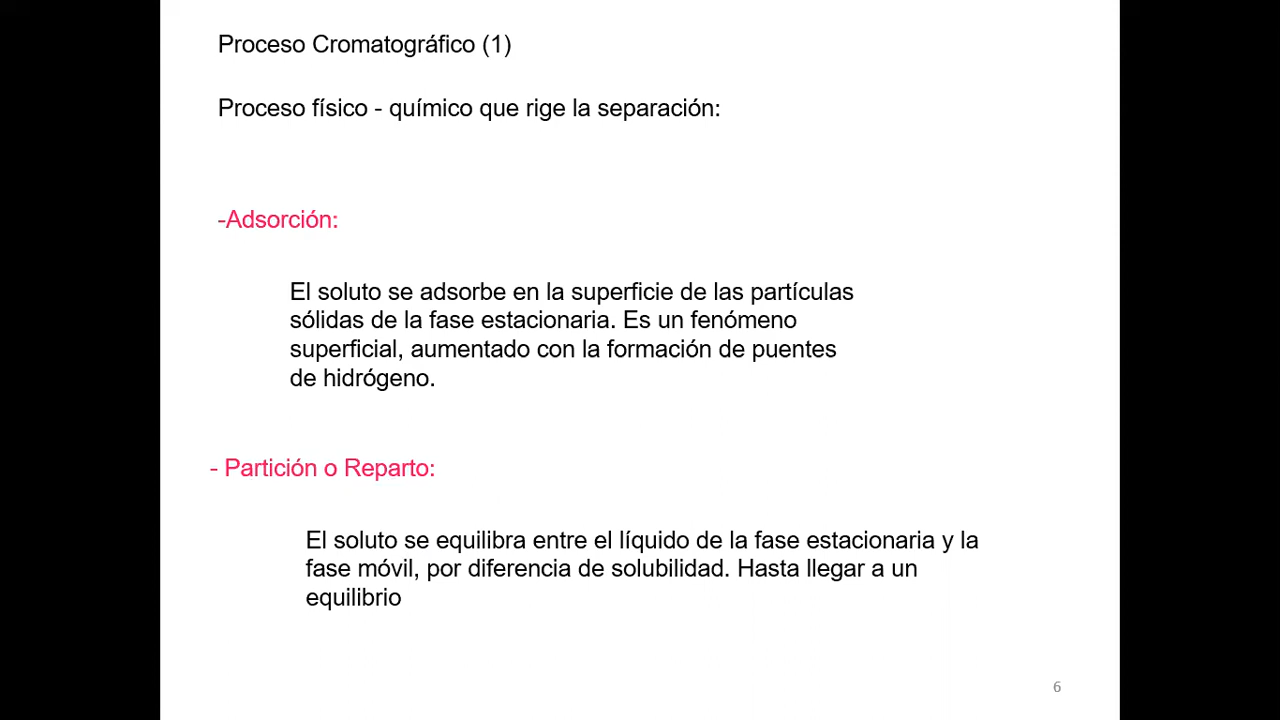 Proceso Cromatográfico (1)
Proceso físico - químico que rige la separación:
-Adsorción:
El soluto se adsorbe en la superficie de las partículas
sólidas de la fase estacionaria. Es un fenómeno
superficial, aumentado con la formación de puentes
de hidrógeno.
- Partición o Reparto:
El soluto se equilibra entre el líquido de la fase estacionaria y la
fase móvil, por diferencia de solubilidad. Hasta llegar a un
equilibrio
6